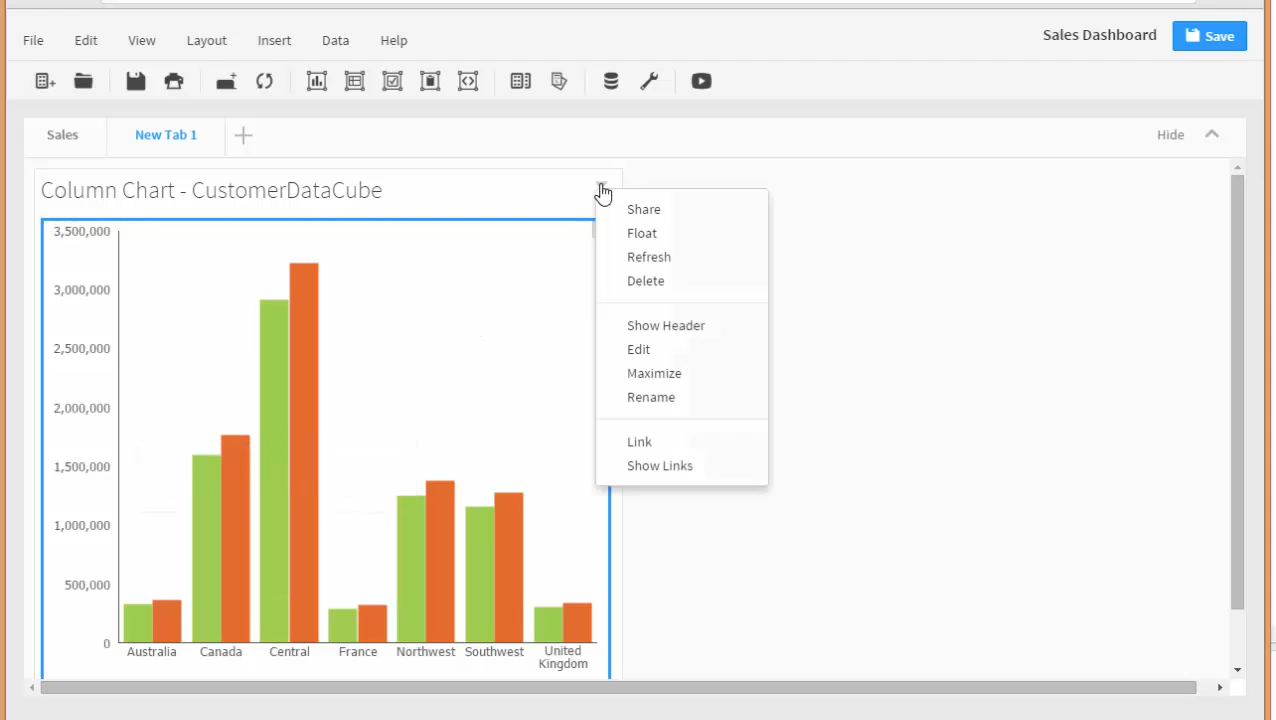 File Edit View Layout Insert Data Help
Sales Dashboard Save
Sales New Tab 1 Hide
Column Chart - CustomerDataCube
Share
Float
Refresh
Delete
Show Header
Edit
Maximize
Rename
Link
Show Links
3,500,000
3,000,000
2,500,000
2,000,000
1,500,000
1,000,000
500,000
0
Australia Canada Central France Northwest Southwest United
Kingdom